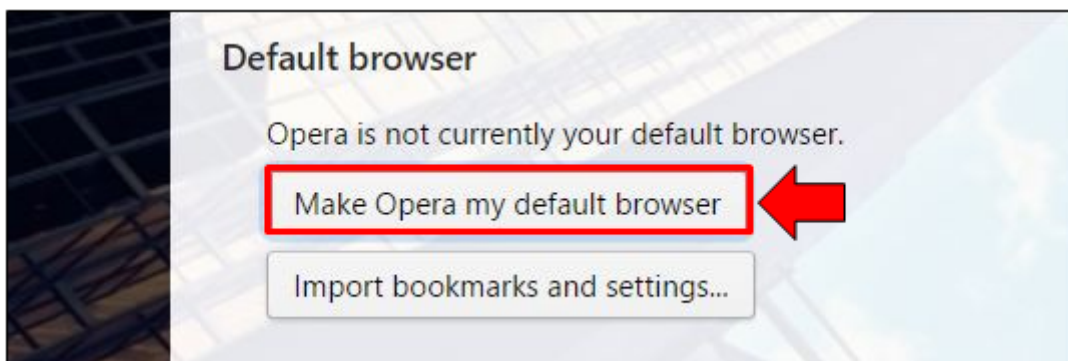 Default browser
Opera is not currently your default browser.
Make Opera my default browser
Import bookmarks and settings...